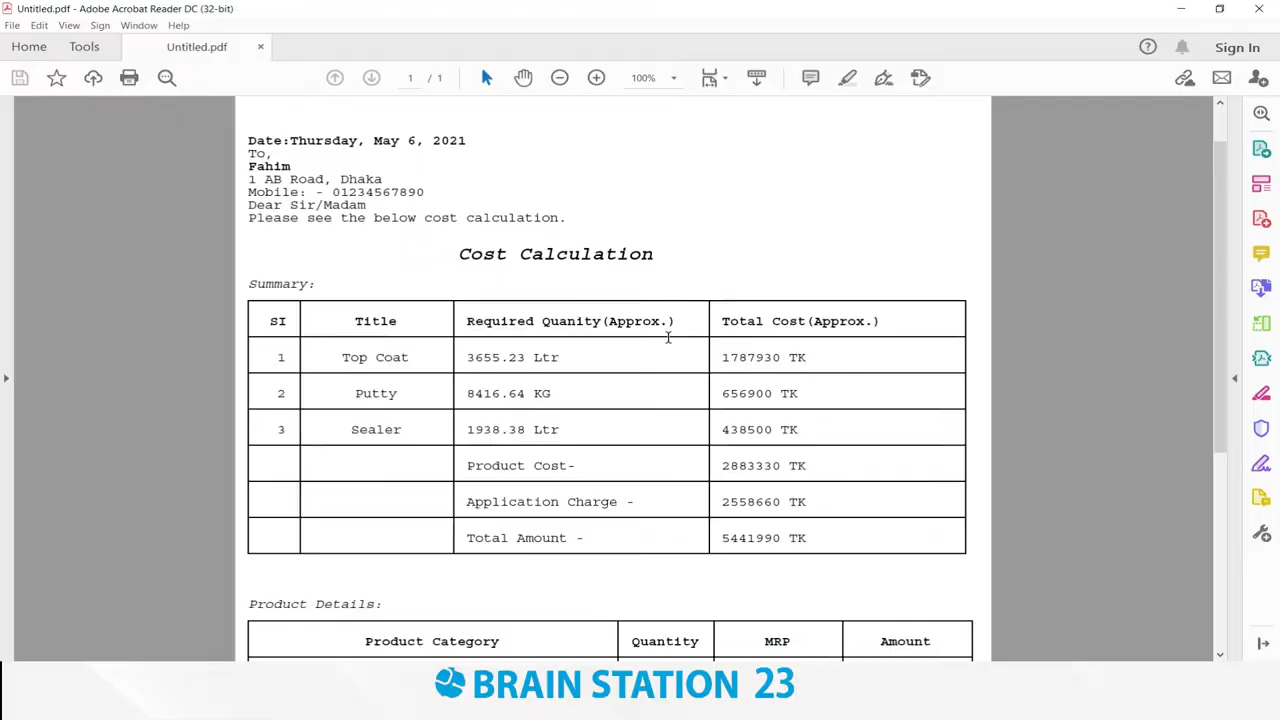 Untitled.pdf - Adobe Acrobat Reader DC (32-bit)
File Edit View Sign Window Help
Home Tools Untitled.pdf × Sign In
1 / 1 100%
Date:Thursday, May 6, 2021
To,
Fahim
1 AB Road, Dhaka
Mobile: - 01234567890
Dear Sir/Madam
Please see the below cost calculation.
Cost Calculation
Summary:
SI Title Required Quanity(Approx.) Total Cost(Approx.)
1 Top Coat 3655.23 Ltr 1787930 TK
2 Putty 8416.64 KG 656900 TK
3 Sealer 1938.38 Ltr 438500 TK
Product Cost- 2883330 TK
Application Charge - 2558660 TK
Total Amount - 5441990 TK
Product Details:
Product Category Quantity MRP Amount
BRAIN STATION 23